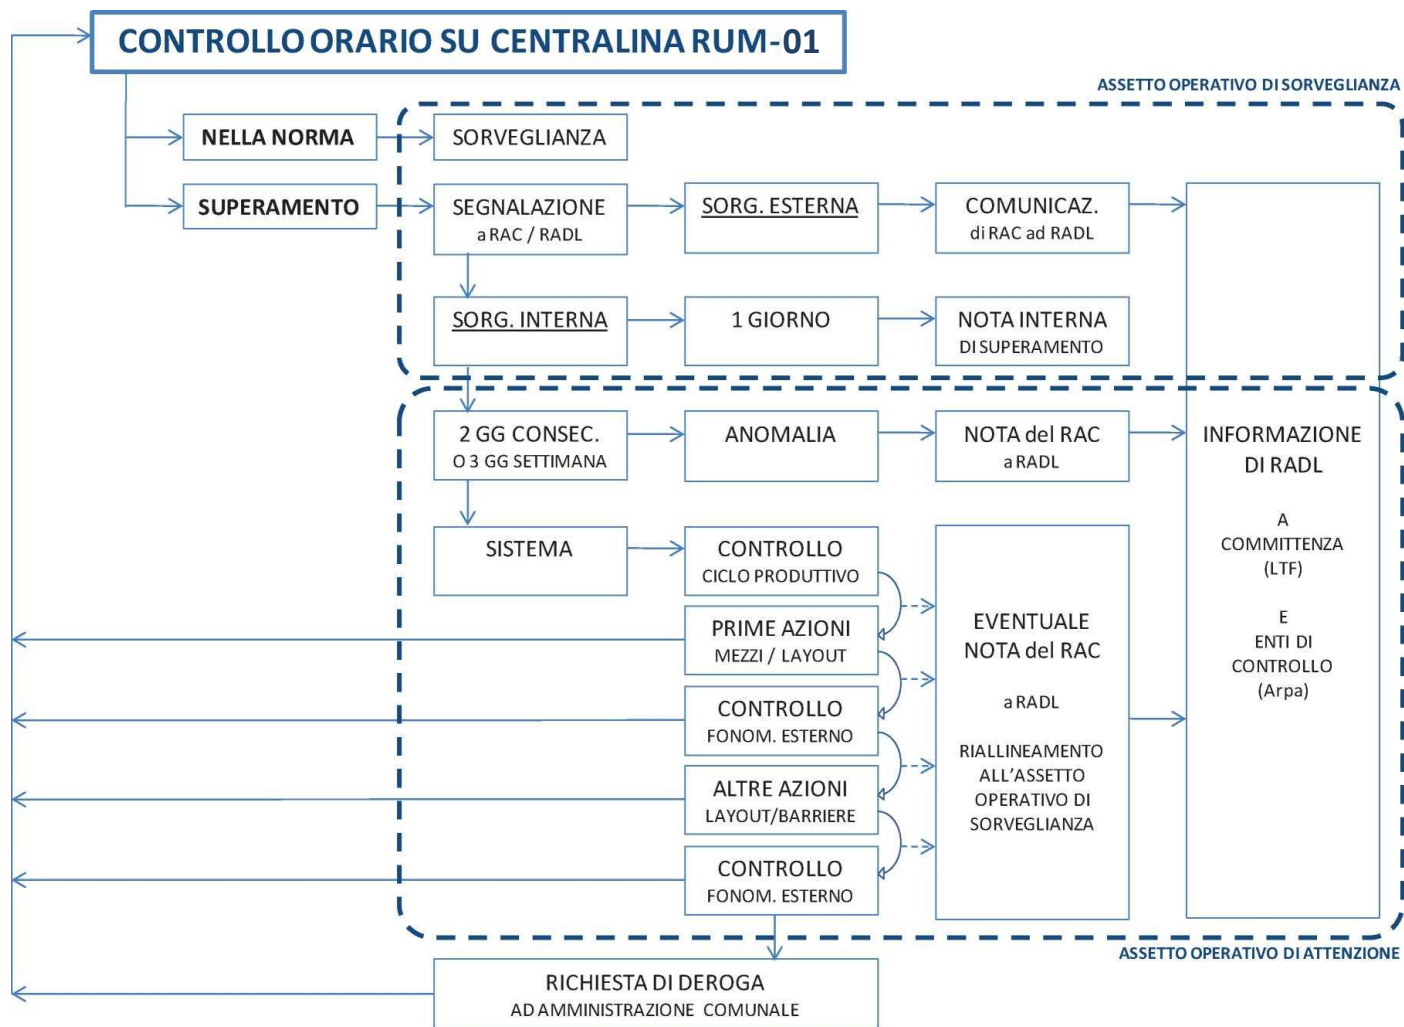 CONTROLLO ORARIO SU CENTRALINA RUM-01
ASSETTO OPERATIVO DI SORVEGLIANZA
NELLA NORMA
SORVEGLIANZA
SUPERAMENTO
SEGNALAZIONE
a RAC / RADL
SORG. ESTERNA
COMUNICAZ.
di RAC ad RADL
SORG. INTERNA
1 GIORNO
NOTA INTERNA
DI SUPERAMENTO
2 GG CONSEC.
O 3 GG SETTIMANA
ANOMALIA
NOTA del RAC
a RADL
INFORMAZIONE
DI RADL
A
COMMITTENZA
(LTF)
E
ENTI DI
CONTROLLO
(Arpa)
SISTEMA
CONTROLLO
CICLO PRODUTTIVO
PRIME AZIONI
MEZZI / LAYOUT
CONTROLLO
FONOM. ESTERNO
ALTRE AZIONI
LAYOUT/BARRIERE
CONTROLLO
FONOM. ESTERNO
EVENTUALE
NOTA del RAC
a RADL
RIALLINEAMENTO
ALL'ASSETTO
OPERATIVO DI
SORVEGLIANZA
ASSETTO OPERATIVO DI ATTENZIONE
RICHIESTA DI DEROGA
AD AMMINISTRAZIONE COMUNALE